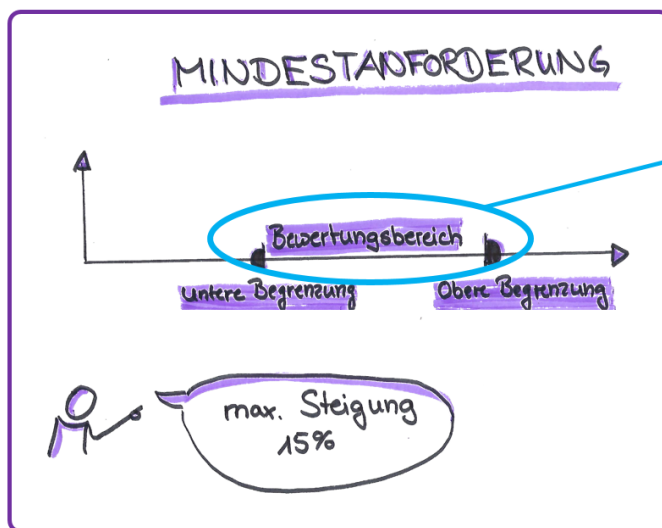 MINDESTANFORDERUNG
Bewertungsbereich
untere Begrenzung
Obere Begrenzung
max. Steigung
15%